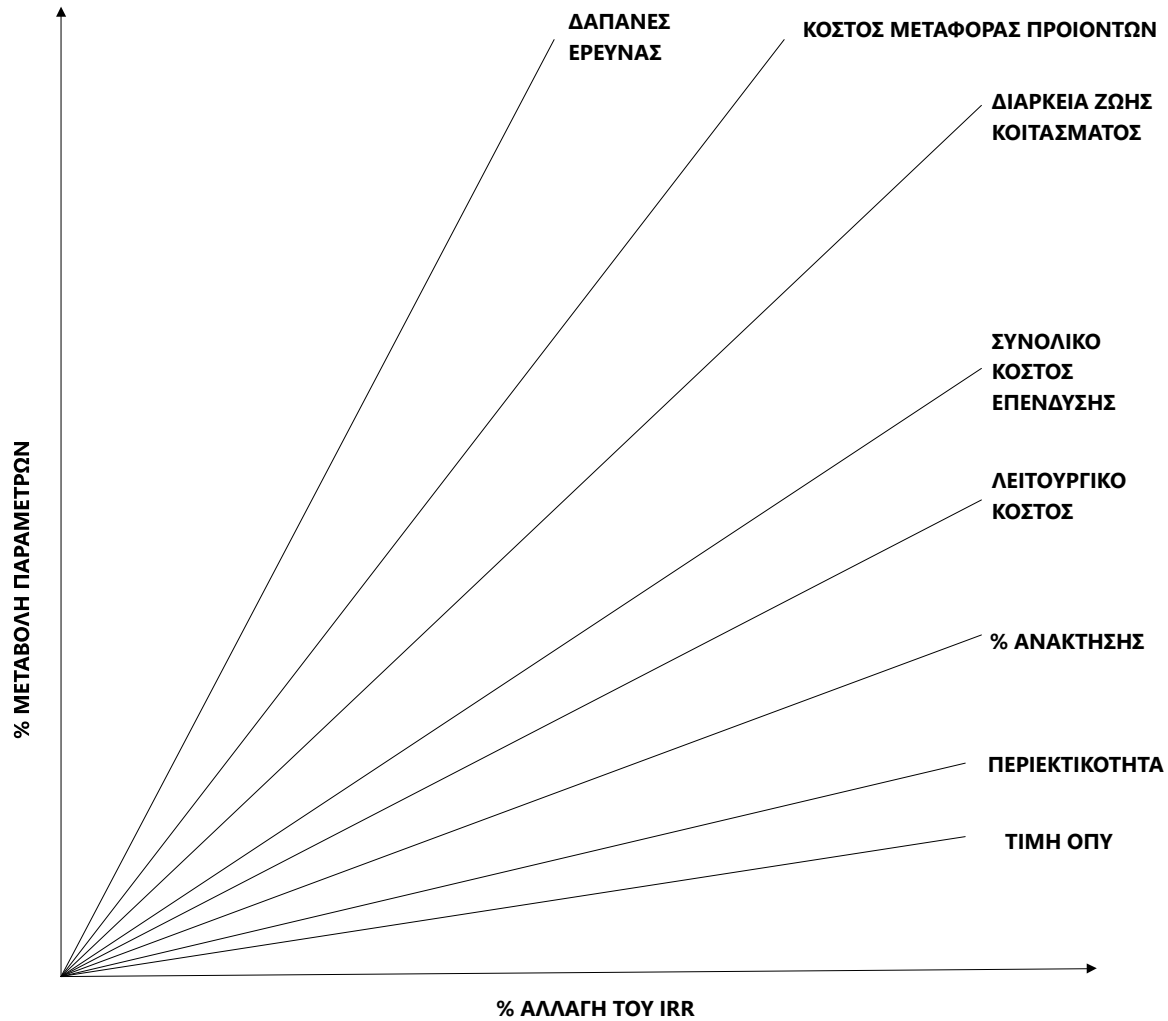 ΔΑΠΑΝΕΣ
ΕΡΕΥΝΑΣ
ΚΟΣΤΟΣ ΜΕΤΑΦΟΡΑΣ ΠΡΟΙΟΝΤΩΝ
ΔΙΑΡΚΕΙΑ ΖΩΗΣ
ΚΟΙΤΑΣΜΑΤΟΣ
ΣΥΝΟΛΙΚΟ
ΚΟΣΤΟΣ
ΕΠΕΝΔΥΣΗΣ
ΛΕΙΤΟΥΡΓΙΚΟ
ΚΟΣΤΟΣ
% ΑΝΑΚΤΗΣΗΣ
ΠΕΡΙΕΚΤΙΚΟΤΗΤΑ
ΤΙΜΗ ΟΠΥ
% ΜΕΤΑΒΟΛΗ ΠΑΡΑΜΕΤΡΩΝ
% ΑΛΛΑΓΗ ΤΟΥ IRR